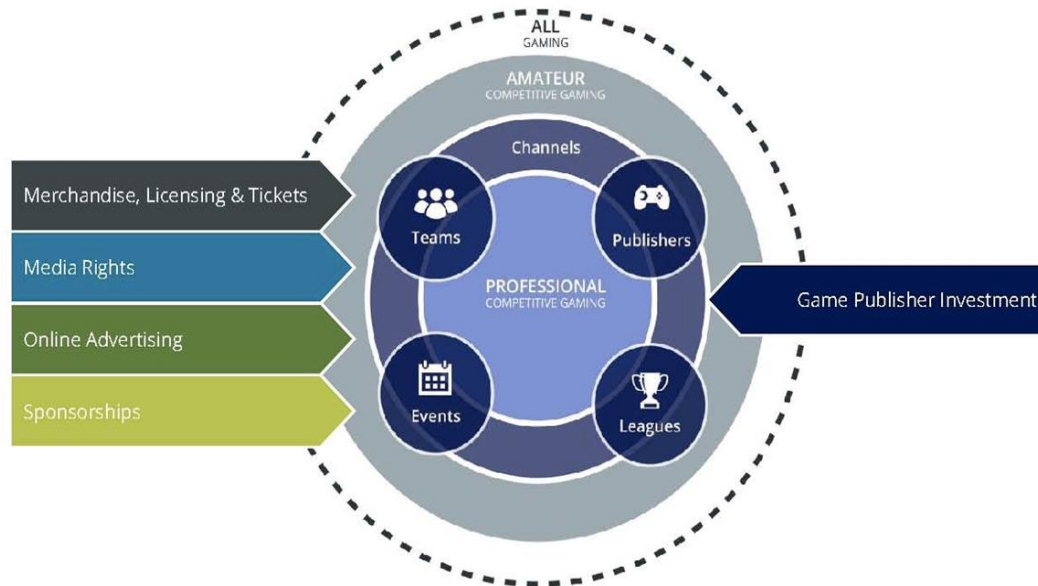 ALL
GAMING
AMATEUR
COMPETITIVE GAMING
Channels
Merchandise, Licensing & Tickets
Media Rights
Online Advertising
Sponsorships
Teams
Publishers
PROFESSIONAL
COMPETITIVE GAMING
Events
Leagues
Game Publisher Investment